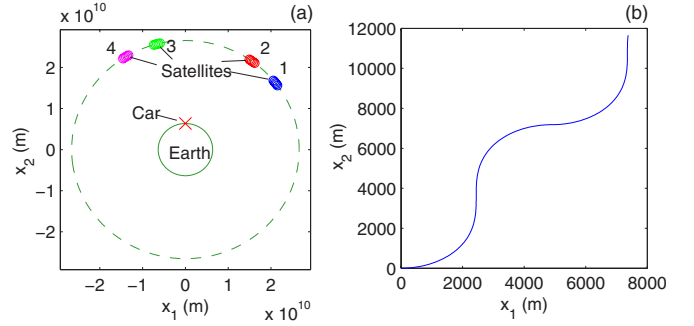 x 10^10
(a)
2
1
0
−1
−2
x_2 (m)
4
3
2
1
Satellites
Car
Earth
−2 −1 0 1 2
x_1 (m)
x 10^10
(b)
12000
10000
8000
6000
4000
2000
0
x_2 (m)
0 2000 4000 6000 8000
x_1 (m)